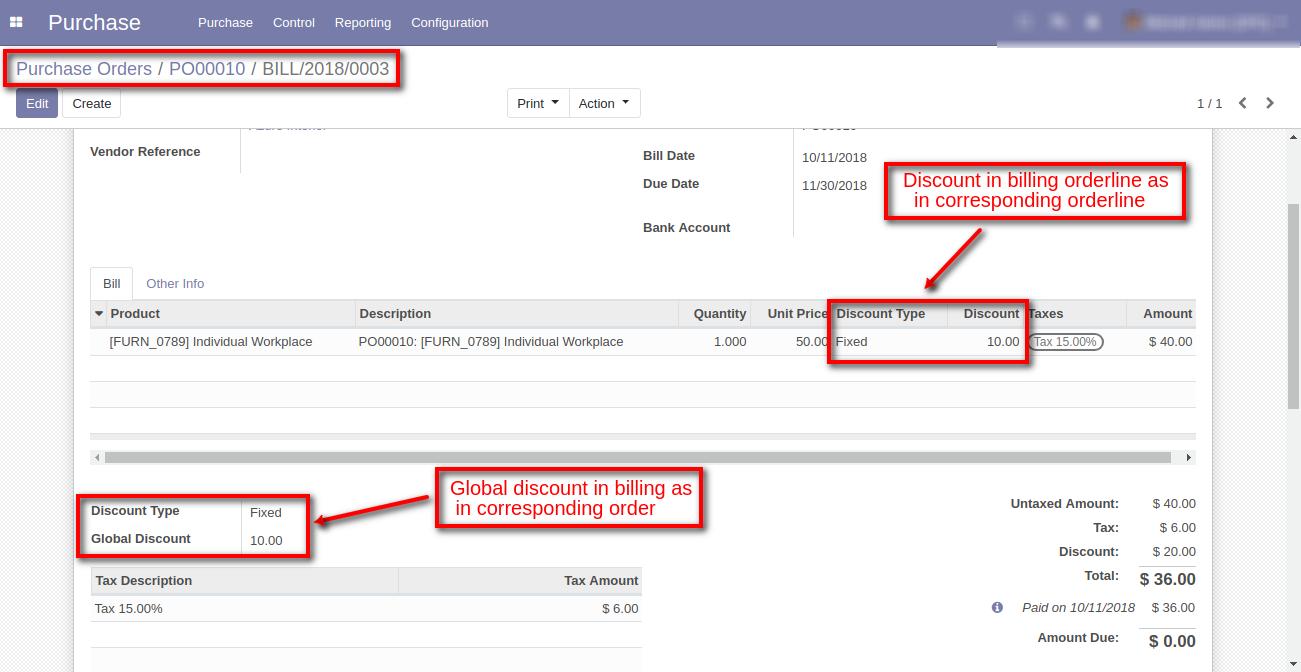 Purchase
Purchase Control Reporting Configuration
Purchase Orders / PO00010 / BILL/2018/0003
Edit Create Print Action 1 / 1
Vendor Reference
Bill Date 10/11/2018
Due Date 11/30/2018
Bank Account
Discount in billing orderline as
in corresponding orderline
Bill Other Info
Product Description Quantity Unit Price Discount Type Discount Taxes Amount
[FURN_0789] Individual Workplace PO00010: [FURN_0789] Individual Workplace 1.000 50.00 Fixed 10.00 Tax 15.00% $ 40.00
Global discount in billing as
in corresponding order
Discount Type Fixed
Global Discount 10.00
Untaxed Amount: $ 40.00
Tax: $ 6.00
Discount: $ 20.00
Total: $ 36.00
Paid on 10/11/2018 $ 36.00
Amount Due: $ 0.00
Tax Description Tax Amount
Tax 15.00% $ 6.00